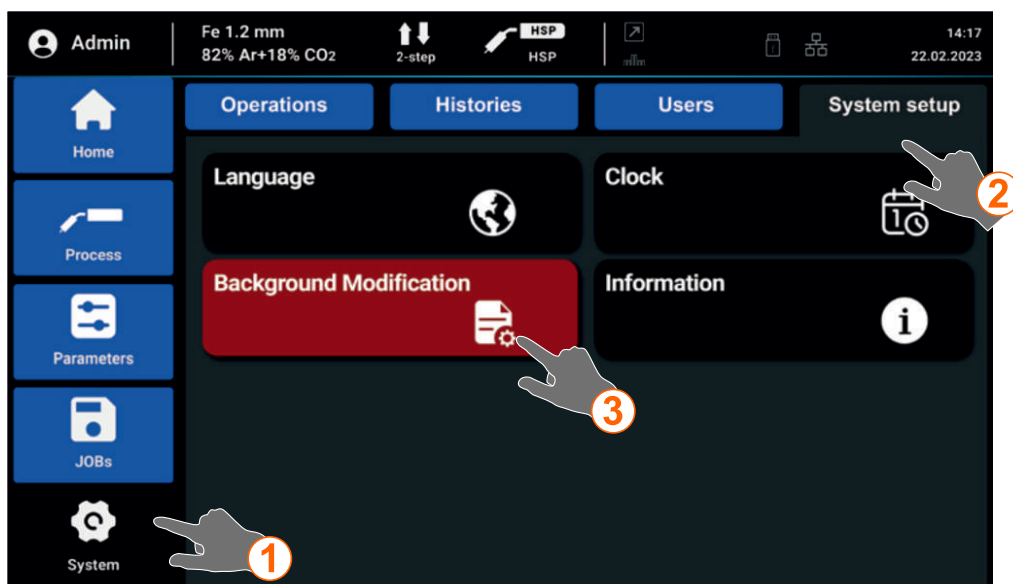 Admin
Fe 1.2 mm
82% Ar+18% CO2
2-step
HSP
HSP
14:17
22.02.2023
Home
Process
Parameters
JOBs
System
Operations
Histories
Users
System setup
Language
Clock
Background Modification
Information
1
2
3